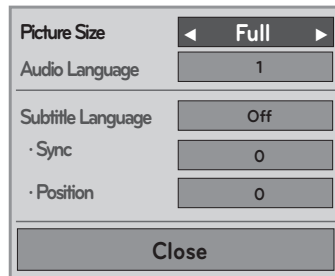 Picture Size ◄ Full ►
Audio Language 1
Subtitle Language Off
· Sync 0
· Position 0
Close